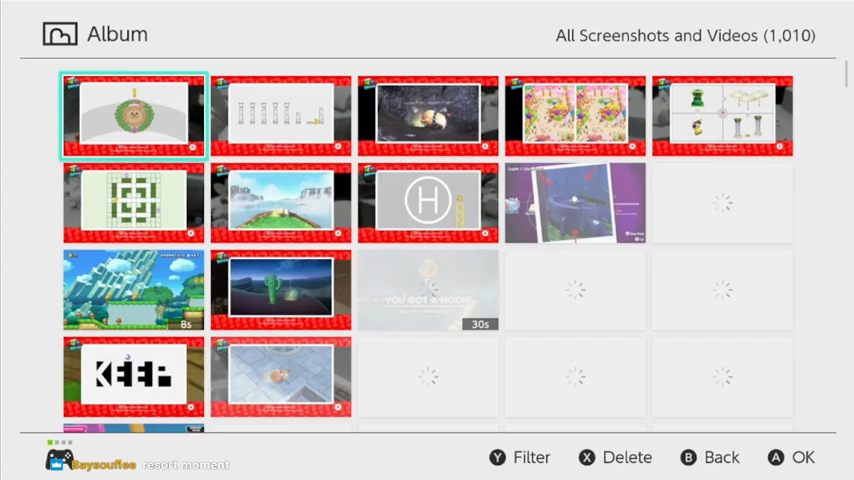 Album
All Screenshots and Videos (1,010)
H
8s
YOU GOT A MOON!
30s
KEEP
Baysoufiee resort moment
Y Filter
X Delete
B Back
A OK